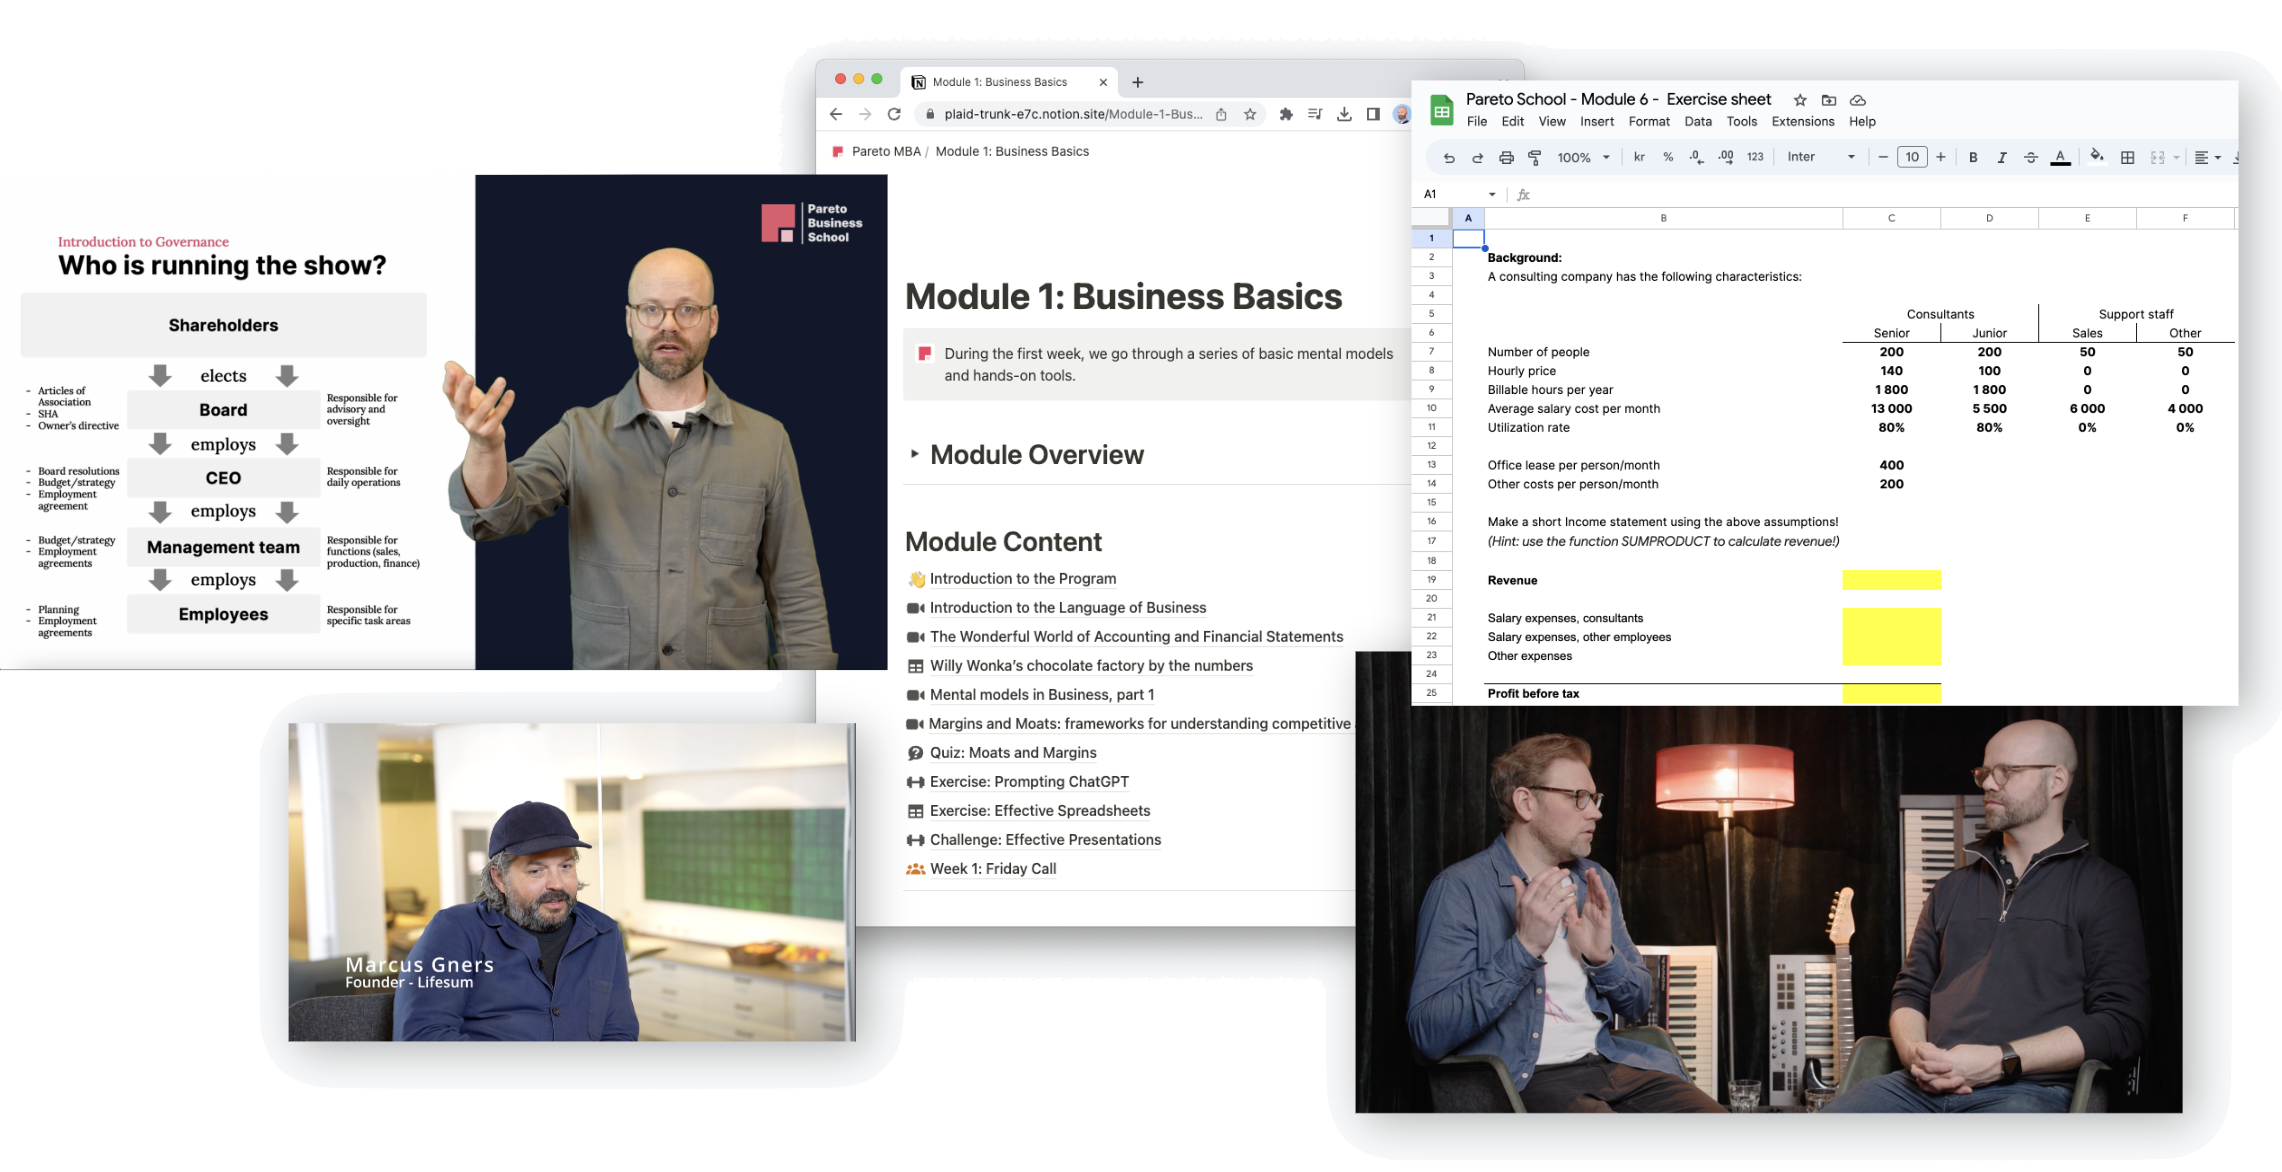 Introduction to Governance
Who is running the show?
Shareholders
elects
- Articles of
Association
- SHA
- Owner's directive
Board
Responsible for
advisory and
oversight
employs
- Board resolutions
- Budget/strategy
- Employment
agreement
CEO
Responsible for
daily operations
employs
- Budget/strategy
- Employment
agreements
Management team
Responsible for
functions (sales,
production, finance)
employs
- Planning
- Employment
agreements
Employees
Responsible for
specific task areas
Pareto
Business
School
Module 1: Business Basics
plaid-trunk-e7c.notion.site/Module-1-Bus...
Pareto MBA / Module 1: Business Basics
Module 1: Business Basics
During the first week, we go through a series of basic mental models
and hands-on tools.
Module Overview
Module Content
Introduction to the Program
Introduction to the Language of Business
The Wonderful World of Accounting and Financial Statements
Willy Wonka's chocolate factory by the numbers
Mental models in Business, part 1
Margins and Moats: frameworks for understanding competitive
Quiz: Moats and Margins
Exercise: Prompting ChatGPT
Exercise: Effective Spreadsheets
Challenge: Effective Presentations
Week 1: Friday Call
Pareto School - Module 6 - Exercise sheet
File Edit View Insert Format Data Tools Extensions Help
100% kr % .0 .00 123 Inter - 10 + B I S A
A1 fx
A B C D E F
1
2 Background:
3 A consulting company has the following characteristics:
4
5 Consultants Support staff
6 Senior Junior Sales Other
7 Number of people 200 200 50 50
8 Hourly price 140 100 0 0
9 Billable hours per year 1 800 1 800 0 0
10 Average salary cost per month 13 000 5 500 6 000 4 000
11 Utilization rate 80% 80% 0% 0%
12
13 Office lease per person/month 400
14 Other costs per person/month 200
15
16 Make a short Income statement using the above assumptions!
17 (Hint: use the function SUMPRODUCT to calculate revenue!)
18
19 Revenue
20
21 Salary expenses, consultants
22 Salary expenses, other employees
23 Other expenses
24
25 Profit before tax
Marcus Gners
Founder - Lifesum